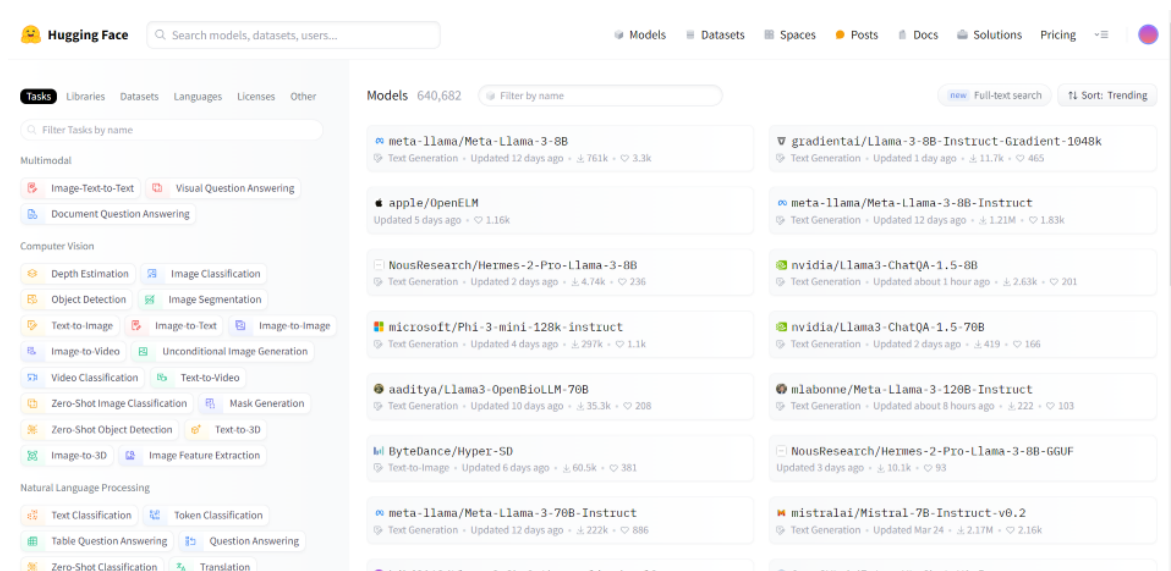 Hugging Face
Search models, datasets, users...
Models Datasets Spaces Posts Docs Solutions Pricing
Tasks Libraries Datasets Languages Licenses Other
Filter Tasks by name
Multimodal
Image-Text-to-Text Visual Question Answering
Document Question Answering
Computer Vision
Depth Estimation Image Classification
Object Detection Image Segmentation
Text-to-Image Image-to-Text Image-to-Image
Image-to-Video Unconditional Image Generation
Video Classification Text-to-Video
Zero-Shot Image Classification Mask Generation
Zero-Shot Object Detection Text-to-3D
Image-to-3D Image Feature Extraction
Natural Language Processing
Text Classification Token Classification
Table Question Answering Question Answering
Zero-Shot Classification Translation
Models 640,682 Filter by name
new Full-text search Sort: Trending
meta-llama/Meta-Llama-3-8B
Text Generation • Updated 12 days ago • 761k • 3.3k
gradientai/Llama-3-8B-Instruct-Gradient-1048k
Text Generation • Updated 1 day ago • 11.7k • 465
apple/OpenELM
Updated 5 days ago • 1.16k
meta-llama/Meta-Llama-3-8B-Instruct
Text Generation • Updated 12 days ago • 1.21M • 1.83k
NousResearch/Hermes-2-Pro-Llama-3-8B
Text Generation • Updated 2 days ago • 4.74k • 236
nvidia/Llama3-ChatQA-1.5-8B
Text Generation • Updated about 1 hour ago • 2.63k • 201
microsoft/Phi-3-mini-128k-instruct
Text Generation • Updated 4 days ago • 297k • 1.1k
nvidia/Llama3-ChatQA-1.5-70B
Text Generation • Updated 2 days ago • 419 • 166
aaditya/Llama3-OpenBioLLM-70B
Text Generation • Updated 10 days ago • 35.3k • 208
mlabonne/Meta-Llama-3-120B-Instruct
Text Generation • Updated about 8 hours ago • 222 • 103
ByteDance/Hyper-SD
Text-to-Image • Updated 6 days ago • 60.5k • 381
NousResearch/Hermes-2-Pro-Llama-3-8B-GGUF
Updated 3 days ago • 10.1k • 93
meta-llama/Meta-Llama-3-70B-Instruct
Text Generation • Updated 12 days ago • 222k • 886
mistralai/Mistral-7B-Instruct-v0.2
Text Generation • Updated Mar 24 • 2.17M • 2.16k